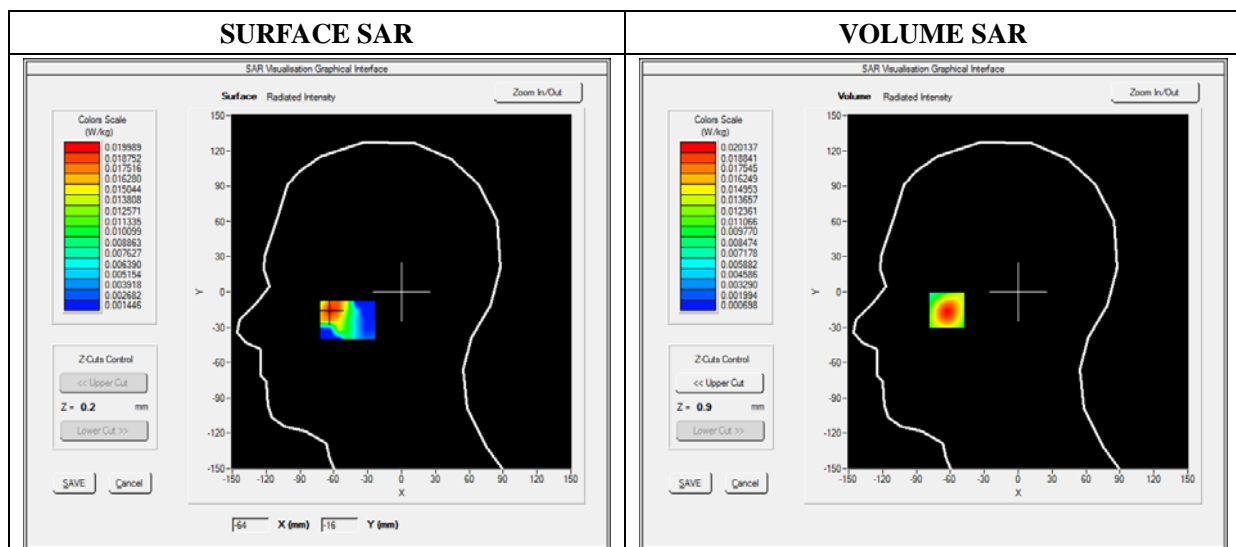 SURFACE SAR
VOLUME SAR
SAR Visualisation Graphical Interface
Surface Radiated Intensity
Zoom In/Out
Colors Scale
(W/kg)
0.019989
0.018752
0.017516
0.016280
0.015044
0.013808
0.012571
0.011335
0.010099
0.008863
0.007627
0.006390
0.005154
0.003918
0.002682
0.001446
Z-Cuts Control
<< Upper Cut
Z = 0.2 mm
Lower Cut >>
SAVE Cancel
150
120
90
60
30
0
-30
-60
-90
-120
-150
Y
-150 -120 -90 -60 -30 0 30 60 90 120 150
X
-64 X (mm) -16 Y (mm)
SAR Visualisation Graphical Interface
Volume Radiated Intensity
Zoom In/Out
Colors Scale
(W/kg)
0.020137
0.018841
0.017545
0.016249
0.014953
0.013657
0.012361
0.011066
0.009770
0.008474
0.007178
0.005882
0.004586
0.003290
0.001994
0.000698
Z-Cuts Control
<< Upper Cut
Z = 0.9 mm
Lower Cut >>
SAVE Cancel
150
120
90
60
30
0
-30
-60
-90
-120
-150
Y
-150 -120 -90 -60 -30 0 30 60 90 120 150
X